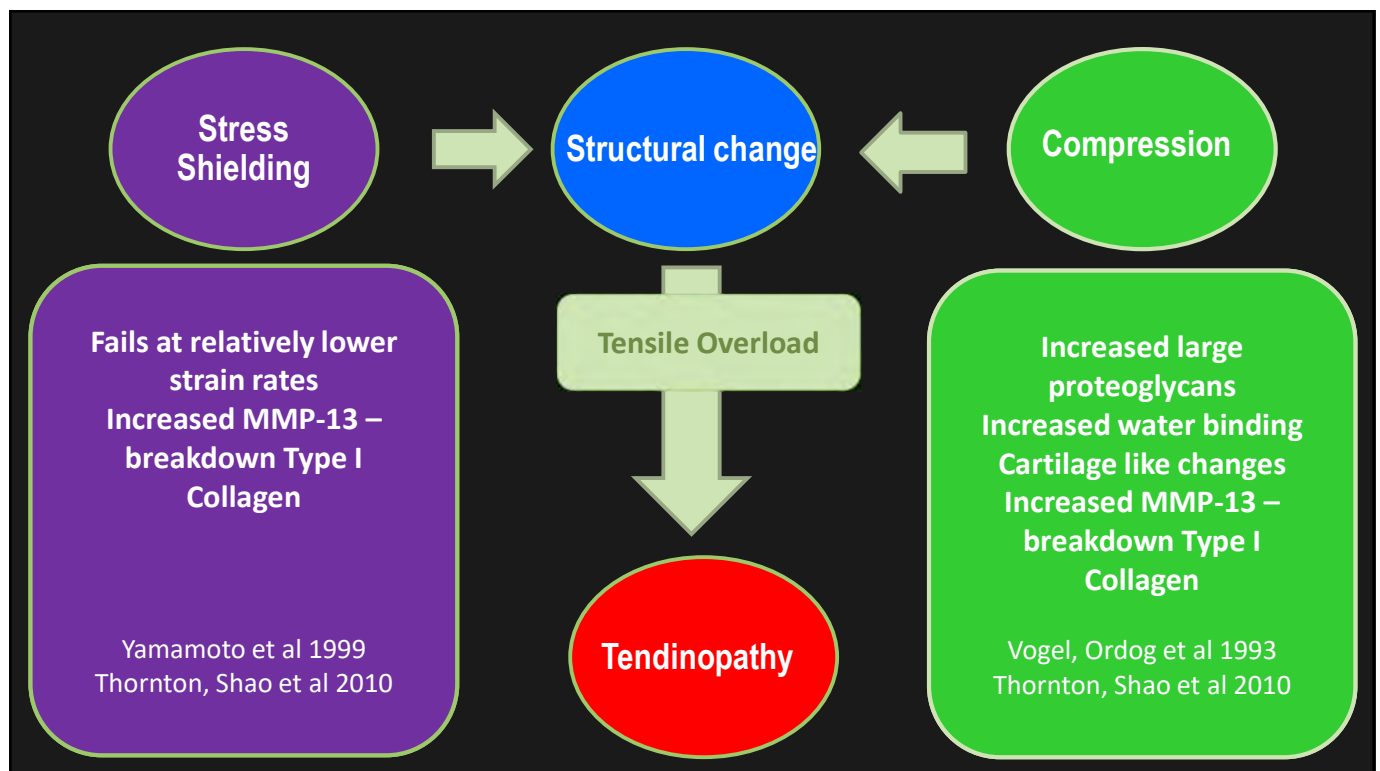 Stress
Shielding
Structural change
Compression
Fails at relatively lower
strain rates
Increased MMP-13 –
breakdown Type I
Collagen
Yamamoto et al 1999
Thornton, Shao et al 2010
Tensile Overload
Tendinopathy
Increased large
proteoglycans
Increased water binding
Cartilage like changes
Increased MMP-13 –
breakdown Type I
Collagen
Vogel, Ordog et al 1993
Thornton, Shao et al 2010